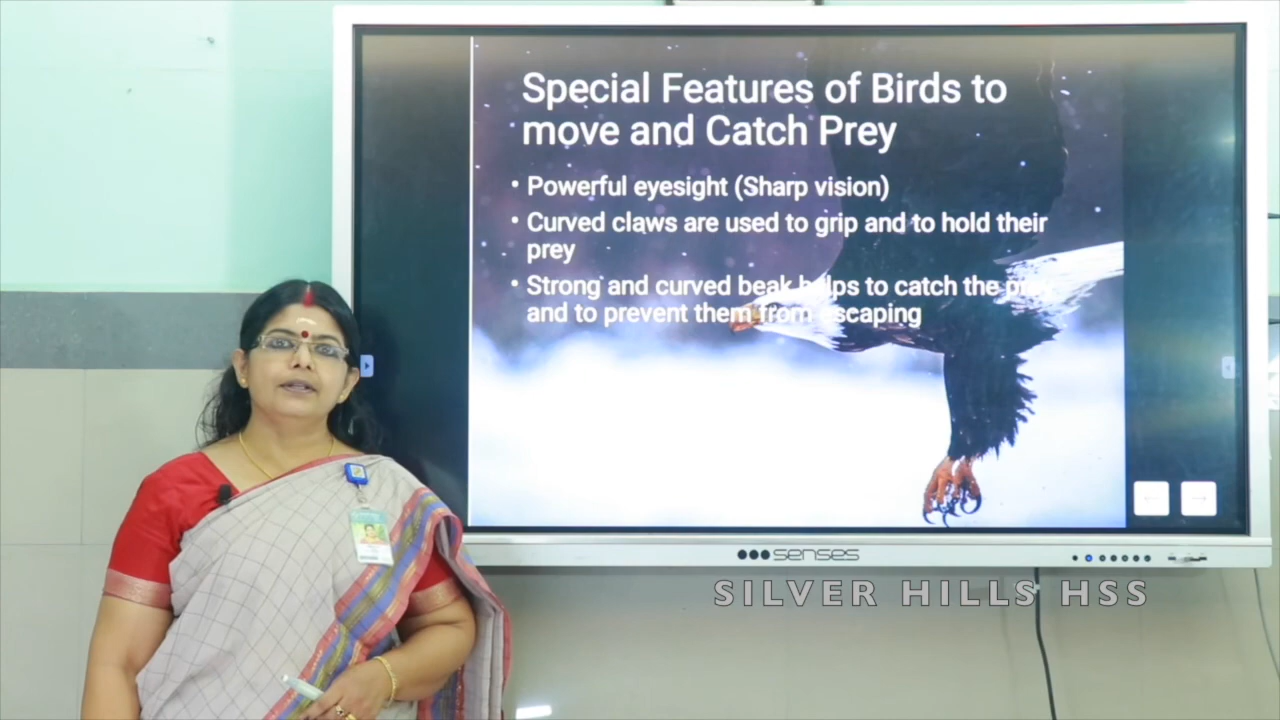 Special Features of Birds to
move and Catch Prey
• Powerful eyesight (Sharp vision)
• Curved claws are used to grip and to hold their
prey
• Strong and curved beak helps to catch the prey
and to prevent them from escaping
senses
SILVER HILLS HSS